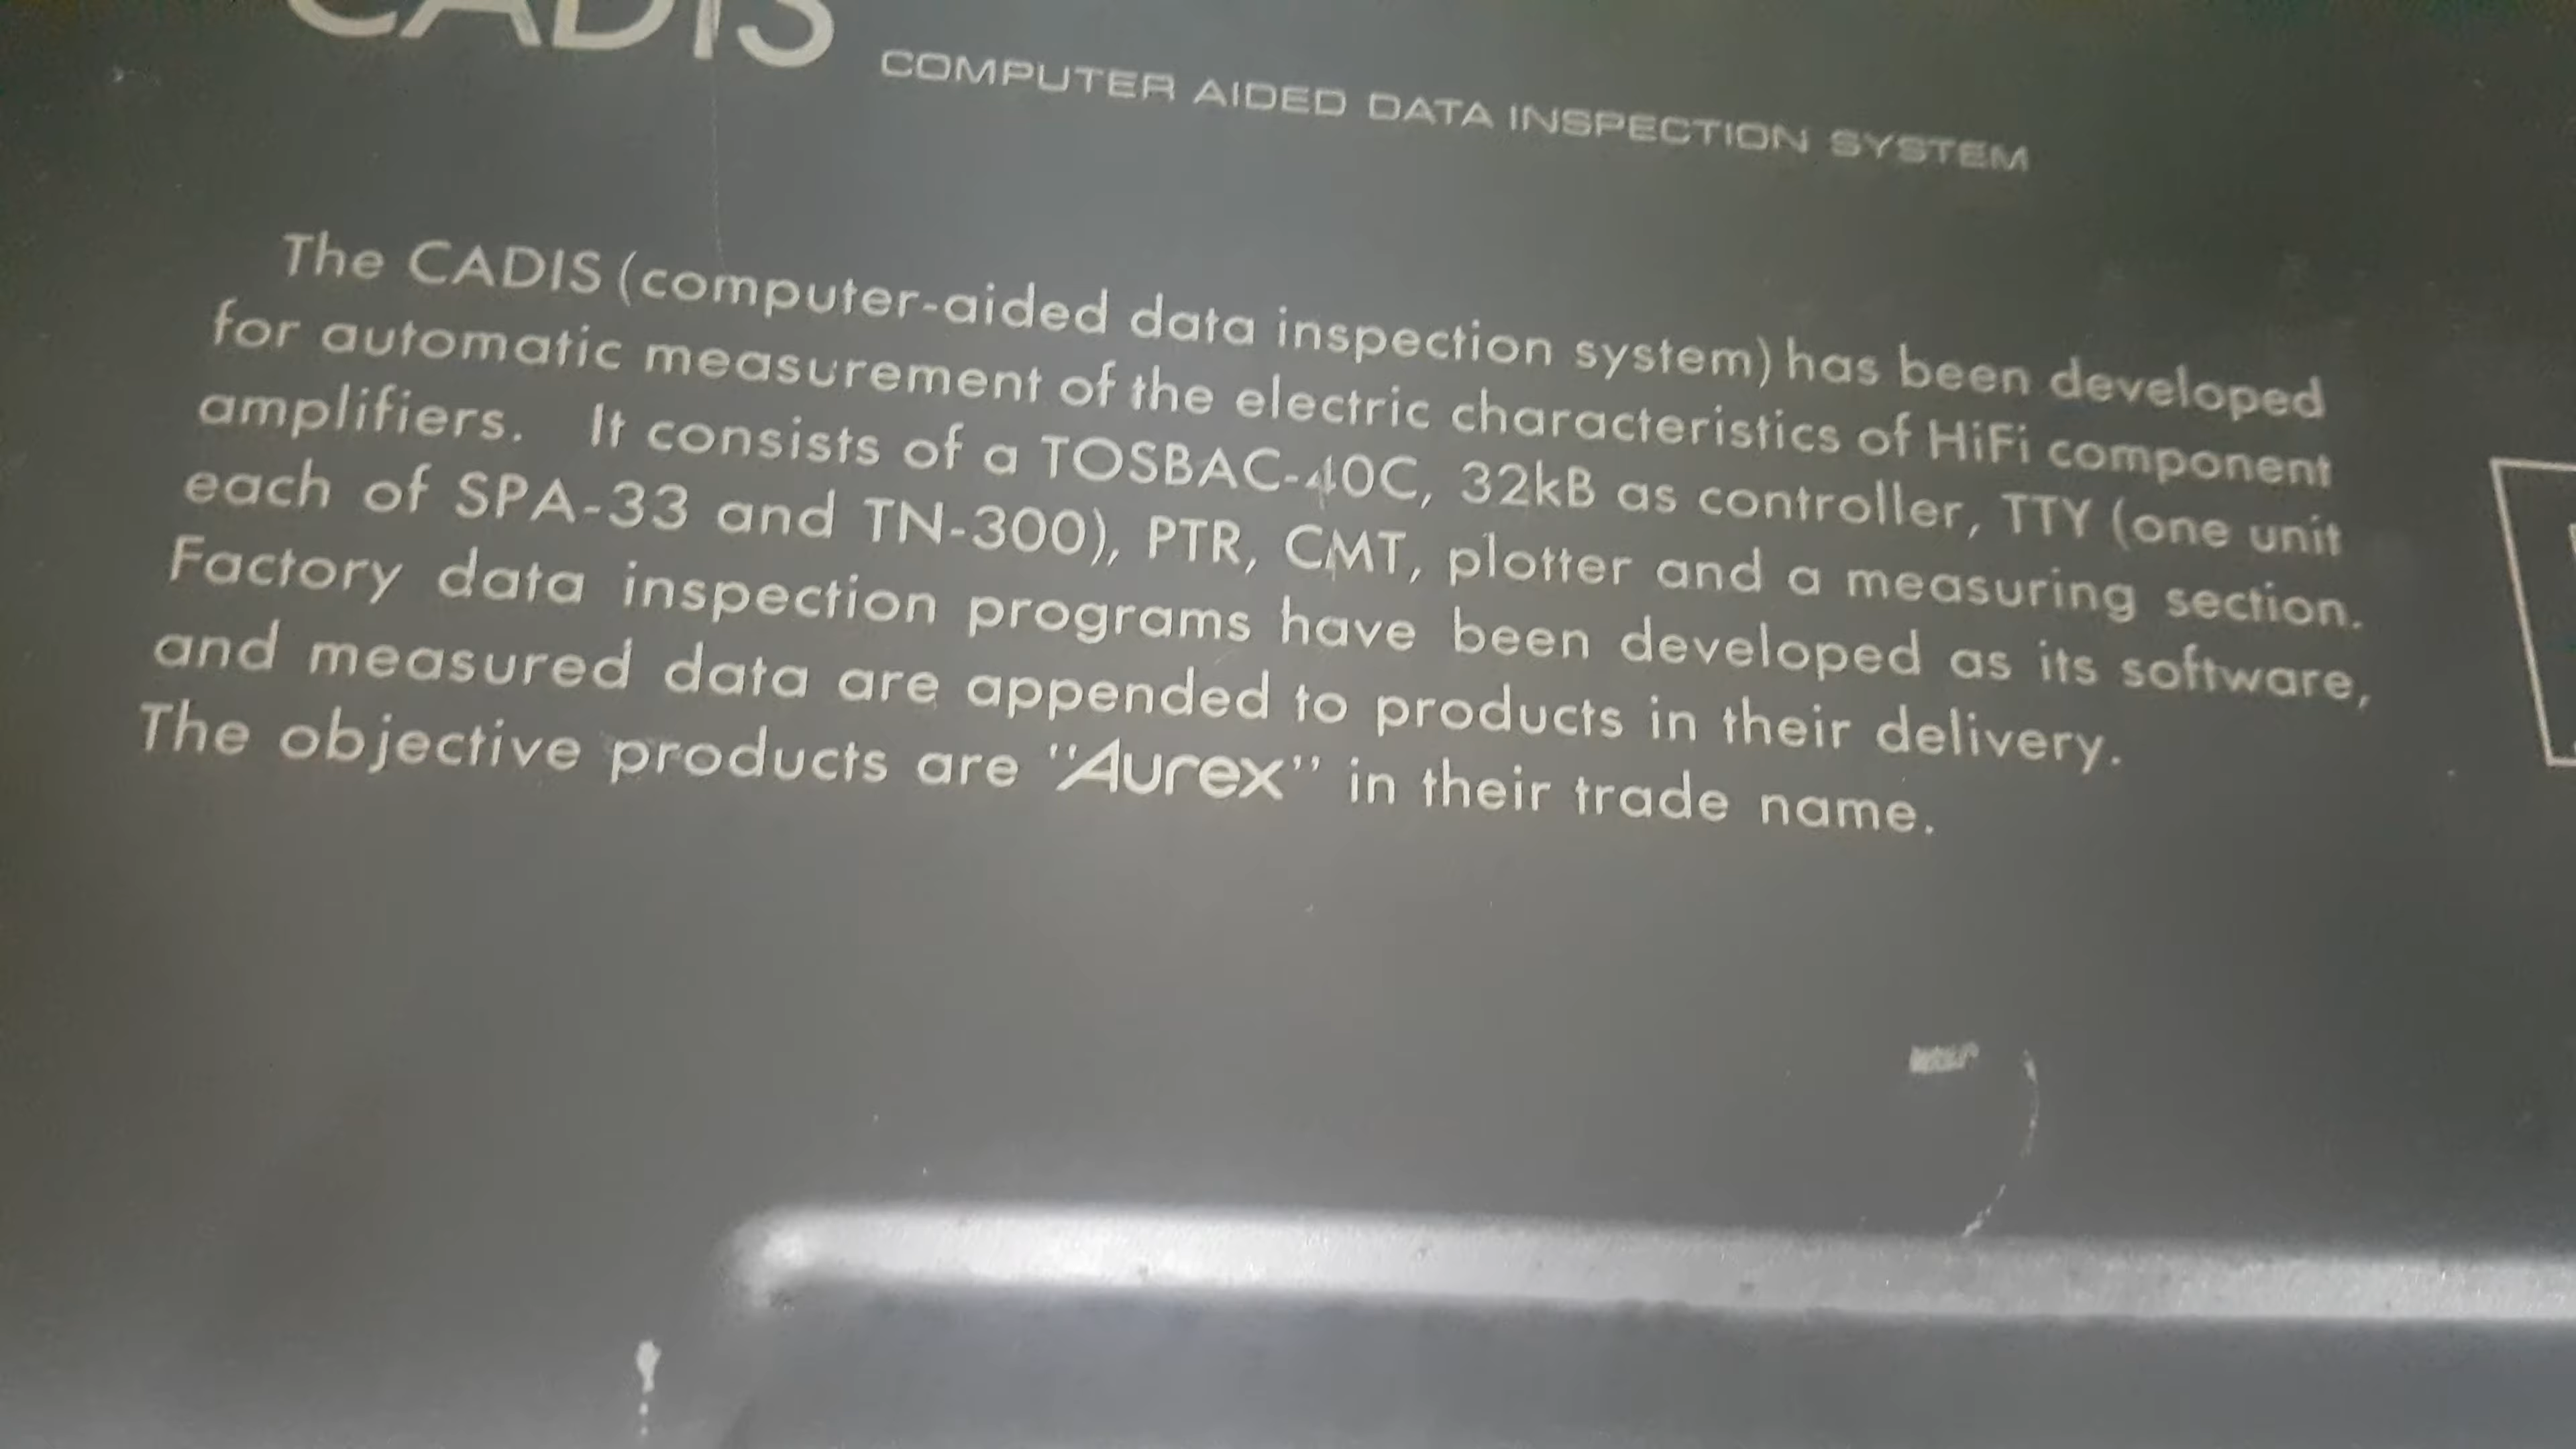 CADIS COMPUTER AIDED DATA INSPECTION SYSTEM
The CADIS (computer-aided data inspection system) has been developed
for automatic measurement of the electric characteristics of HiFi component
amplifiers. It consists of a TOSBAC-40C, 32kB as controller, TTY (one unit
each of SPA-33 and TN-300), PTR, CMT, plotter and a measuring section.
Factory data inspection programs have been developed as its software,
and measured data are appended to products in their delivery.
The objective products are "Aurex" in their trade name.